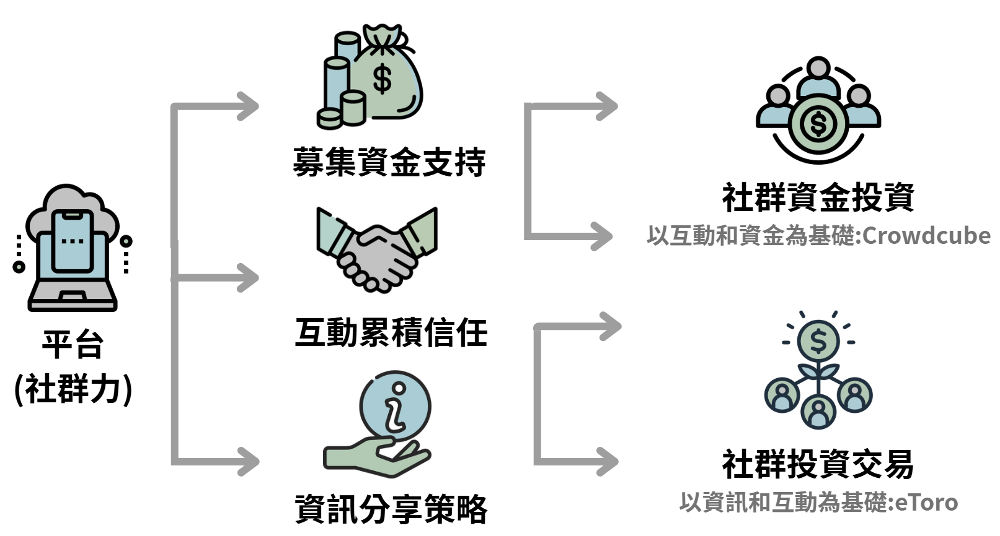 平台
(社群力)
募集資金支持
互動累積信任
資訊分享策略
社群資金投資
以互動和資金為基礎:Crowdcube
社群投資交易
以資訊和互動為基礎:eToro